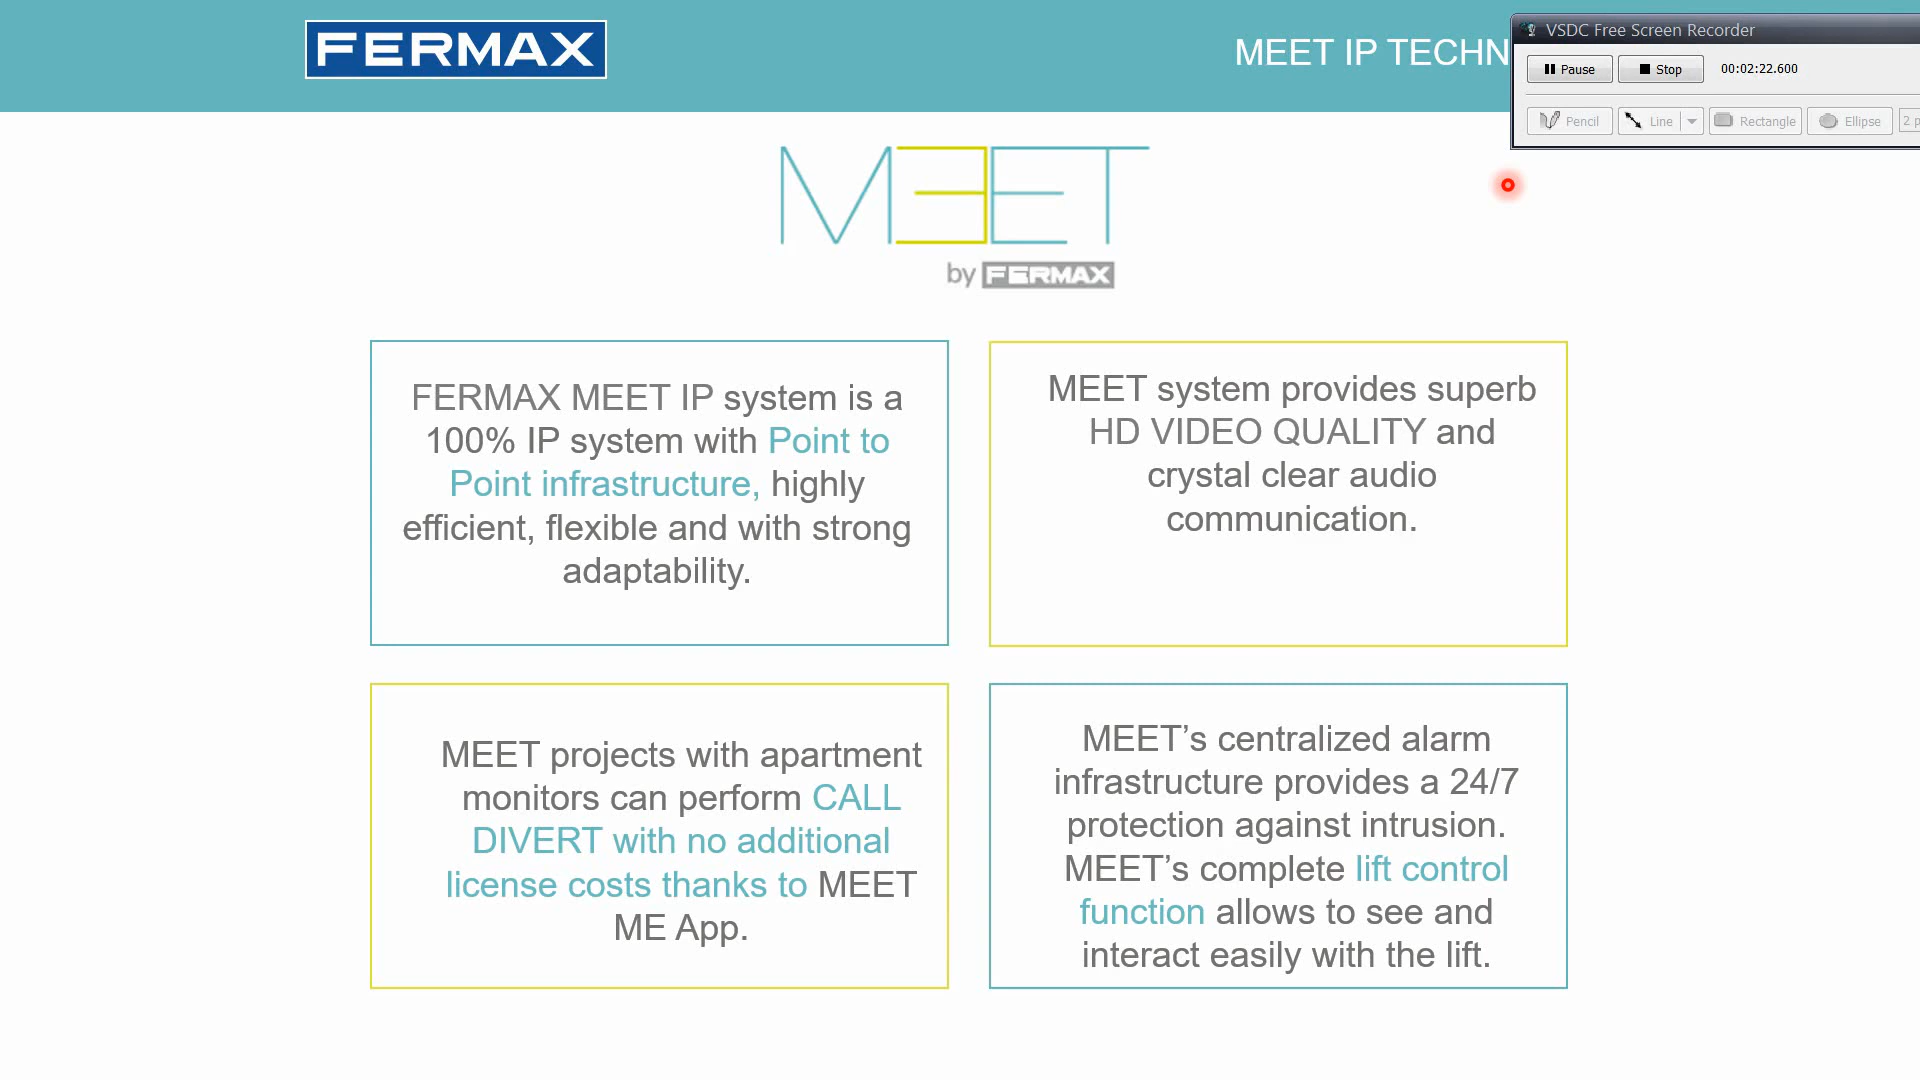 FERMAX
MEET IP TECHN
VSDC Free Screen Recorder
Pause
Stop
00:02:22.600
Pencil
Line
Rectangle
Ellipse
2 p
MEET
by FERMAX
FERMAX MEET IP system is a
100% IP system with Point to
Point infrastructure, highly
efficient, flexible and with strong
adaptability.
MEET system provides superb
HD VIDEO QUALITY and
crystal clear audio
communication.
MEET projects with apartment
monitors can perform CALL
DIVERT with no additional
license costs thanks to MEET
ME App.
MEET’s centralized alarm
infrastructure provides a 24/7
protection against intrusion.
MEET’s complete lift control
function allows to see and
interact easily with the lift.